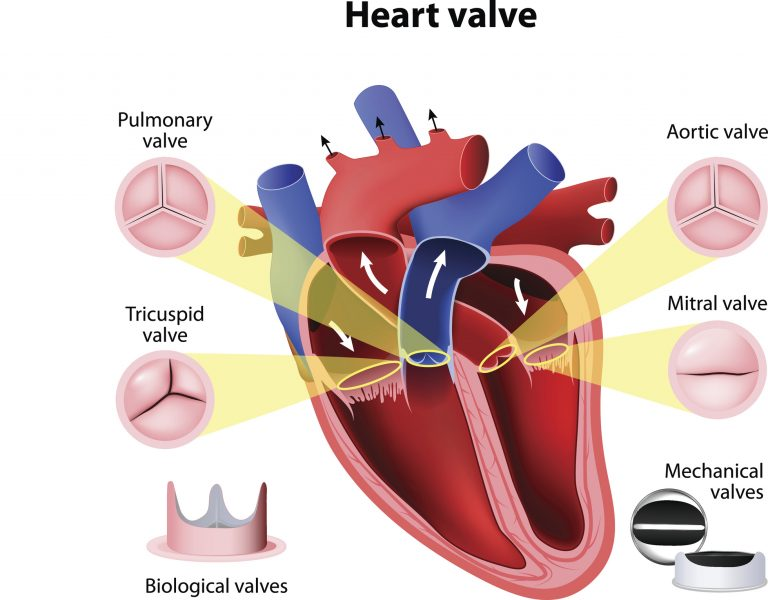 Heart valve
Pulmonary
valve
Aortic valve
Tricuspid
valve
Mitral valve
Mechanical
valves
Biological valves